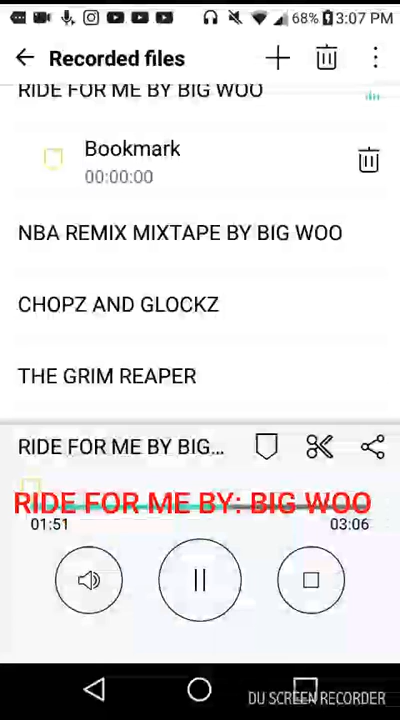 68% 3:07 PM
Recorded files
RIDE FOR ME BY BIG WOO
Bookmark
00:00:00
NBA REMIX MIXTAPE BY BIG WOO
CHOPZ AND GLOCKZ
THE GRIM REAPER
RIDE FOR ME BY BIG...
RIDE FOR ME BY: BIG WOO
01:51 03:06
DU SCREEN RECORDER